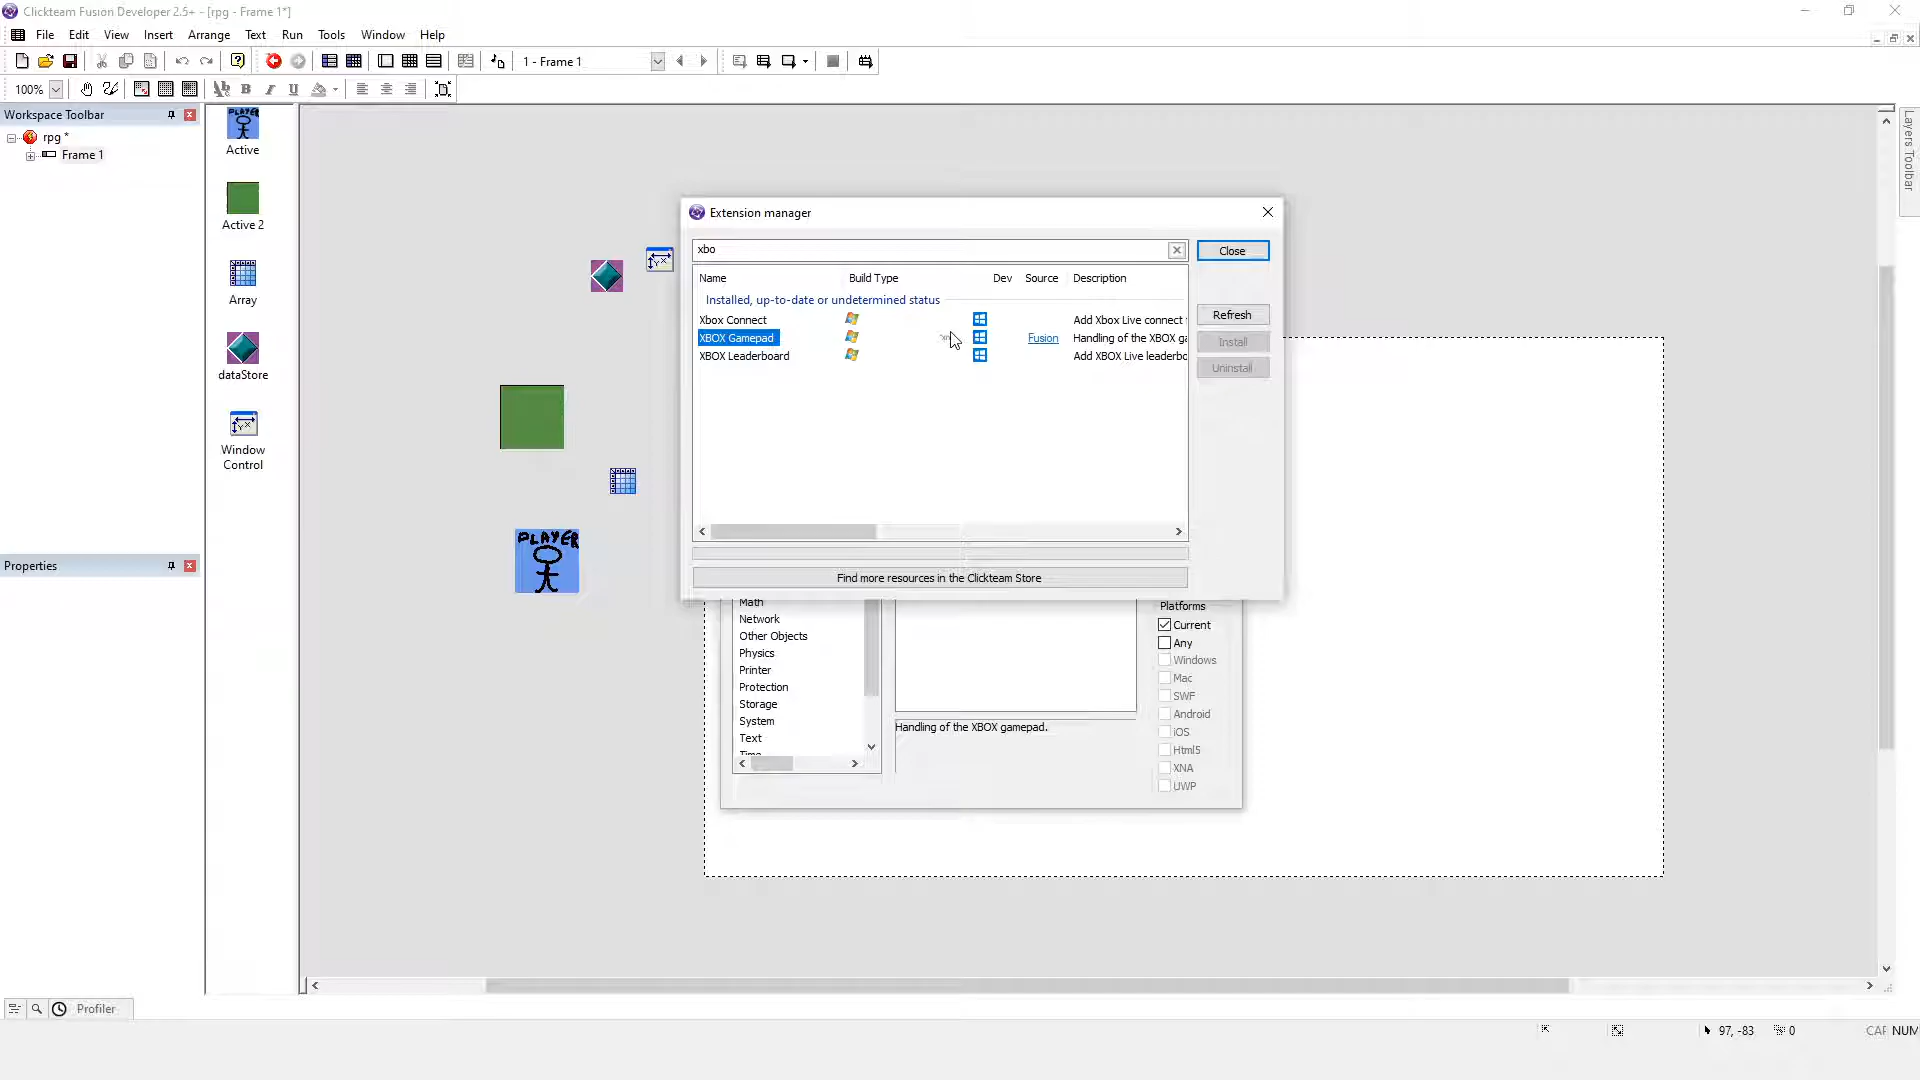 Clickteam Fusion Developer 2.5+ - [rpg - Frame 1*]
File Edit View Insert Arrange Text Run Tools Window Help
1 - Frame 1
100%
Workspace Toolbar
rpg *
Frame 1
Properties
PLAYER
Active
Active 2
Array
dataStore
Window
Control
PLAYER
Layers Toolbar
Extension manager
xbo
Close
Name Build Type Dev Source Description
Installed, up-to-date or undetermined status
Xbox Connect Add Xbox Live connect
XBOX Gamepad Fusion Handling of the XBOX ga
XBOX Leaderboard Add XBOX Live leaderbo
Refresh
Install
Uninstall
Find more resources in the Clickteam Store
Math
Network
Other Objects
Physics
Printer
Protection
Storage
System
Text
Time
Handling of the XBOX gamepad.
Platforms
Current
Any
Windows
Mac
SWF
Android
iOS
Html5
XNA
UWP
Profiler
97, -83 0 CAP NUM